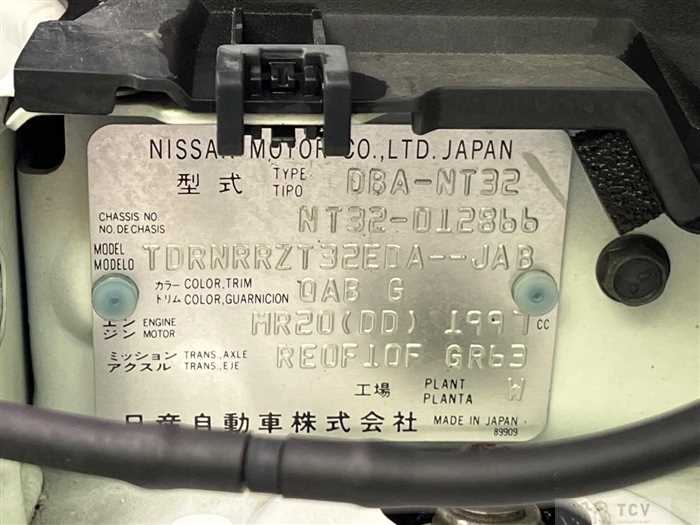 NISSAN MOTOR CO.,LTD. JAPAN
型式 TYPE TIPO DBA-NT32
CHASSIS NO. NO. DE CHASIS NT32-012866
MODEL MODELO TDRNRRZT32EDA--JAB
カラー COLOR, TRIM
トリム COLOR, GUARNICION QAB G
エン ENGINE
ジン MOTOR MR20(DD) 1997 CC
ミッション TRANS., AXLE
アクスル TRANS., EJE RE0F10F GR63
工場 PLANT PLANTA W
日産自動車株式会社 MADE IN JAPAN
89909
TCV